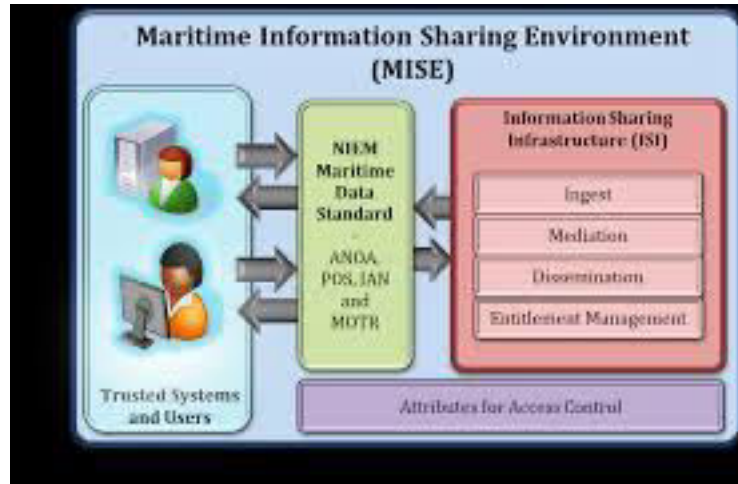 Maritime Information Sharing Environment
(MISE)
Trusted Systems
and Users
NIEM
Maritime
Data
Standard
-
ANOA,
POS, IAN
and
MOTR
Information Sharing
Infrastructure (ISI)
Ingest
Mediation
Dissemination
Entitlement Management
Attributes for Access Control